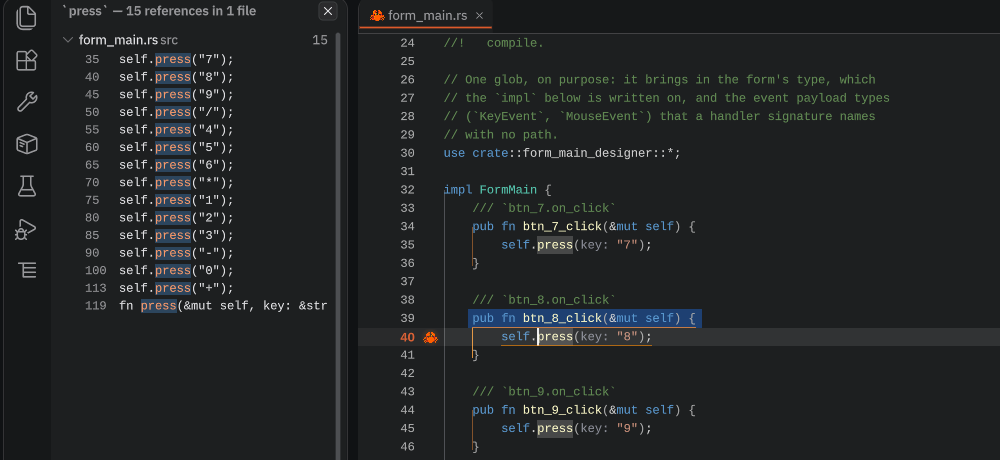 `press` — 15 references in 1 file
form_main.rs src 15
35 self.press("7");
40 self.press("8");
45 self.press("9");
50 self.press("/");
55 self.press("4");
60 self.press("5");
65 self.press("6");
70 self.press("*");
75 self.press("1");
80 self.press("2");
85 self.press("3");
90 self.press("-");
100 self.press("0");
113 self.press("+");
119 fn press(&mut self, key: &str
form_main.rs
24 //!   compile.
25
26 // One glob, on purpose: it brings in the form's type, which
27 // the `impl` below is written on, and the event payload types
28 // (`KeyEvent`, `MouseEvent`) that a handler signature names
29 // with no path.
30 use crate::form_main_designer::*;
31
32 impl FormMain {
33     /// `btn_7.on_click`
34     pub fn btn_7_click(&mut self) {
35         self.press(key: "7");
36     }
37
38     /// `btn_8.on_click`
39     pub fn btn_8_click(&mut self) {
40         self.press(key: "8");
41     }
42
43     /// `btn_9.on_click`
44     pub fn btn_9_click(&mut self) {
45         self.press(key: "9");
46     }